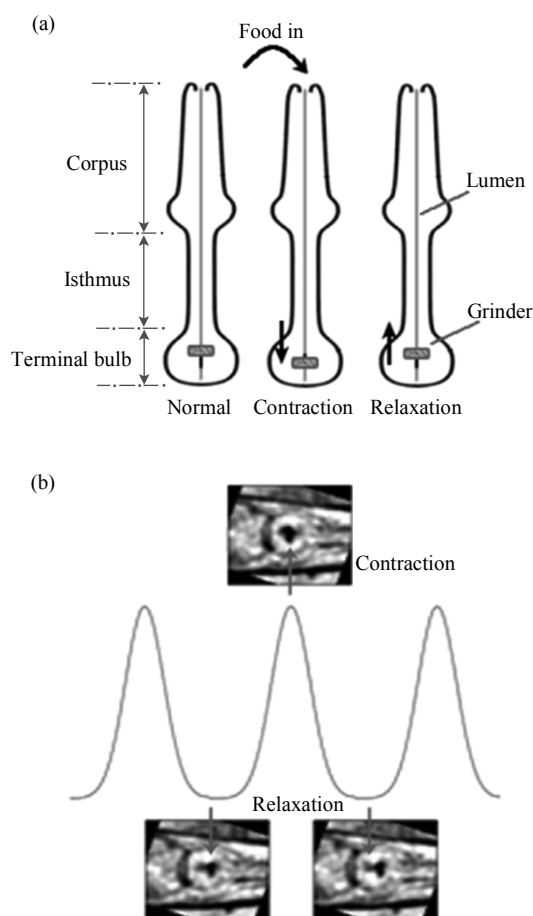 (a)
Food in
Corpus
Lumen
Isthmus
Grinder
Terminal bulb
Normal Contraction Relaxation
(b)
Contraction
Relaxation